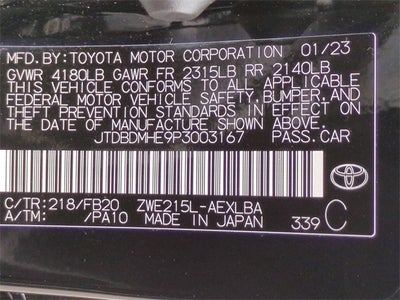 MFD. BY: TOYOTA MOTOR CORPORATION 01/23
GVWR 4180LB GAWR FR 2315LB RR 2140LB
THIS VEHICLE CONFORMS TO ALL APPLICABLE
FEDERAL MOTOR VEHICLE SAFETY, BUMPER, AND
THEFT PREVENTION STANDARDS IN EFFECT ON
THE DATE OF MANUFACTURE SHOWN ABOVE.
JTDBDMHE9P3003167 PASS. CAR
TOYOTA
C/TR: 218/FB20 ZWE215L-AEXLBA
A/TM: /PA10 MADE IN JAPAN 339 C